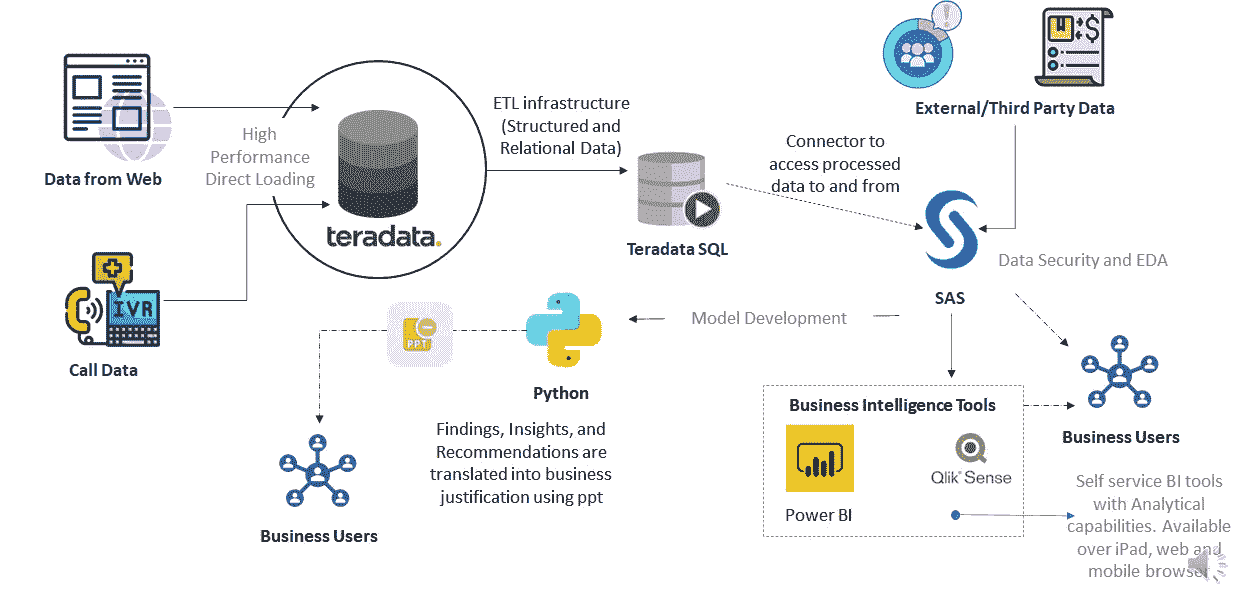 External/Third Party Data
ETL infrastructure
(Structured and
Relational Data)
High
Performance
Direct Loading
Data from Web
Connector to
access processed
data to and from
teradata.
Teradata SQL
Data Security and EDA
SAS
IVR
Call Data
Model Development
PPT
Python
Findings, Insights, and
Recommendations are
translated into business
justification using ppt
Business Users
Business Intelligence Tools
Power BI
Qlik Sense
Business Users
Self service BI tools
with Analytical
capabilities. Available
over iPad, web and
mobile browser